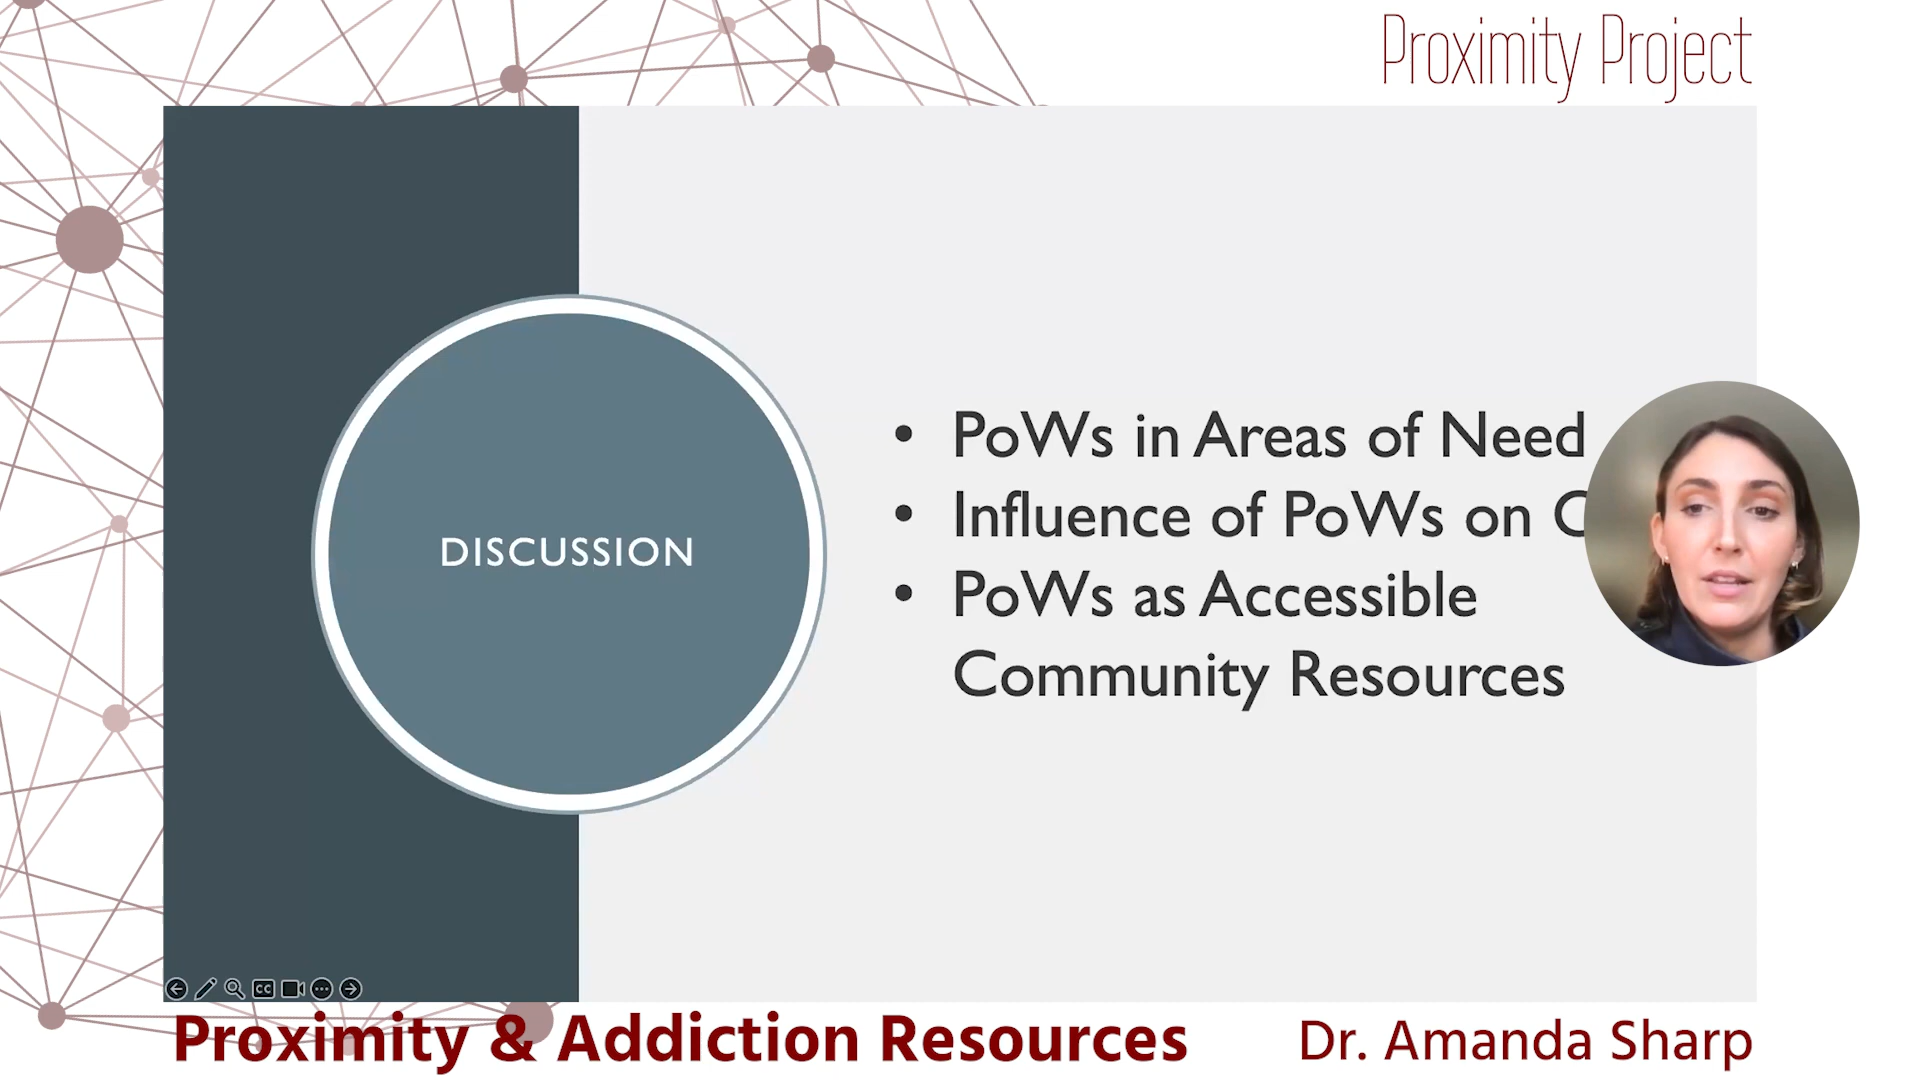 Proximity Project
DISCUSSION
• PoWs in Areas of Need
• Influence of PoWs on
• PoWs as Accessible
Community Resources
CC
Proximity & Addiction Resources
Dr. Amanda Sharp